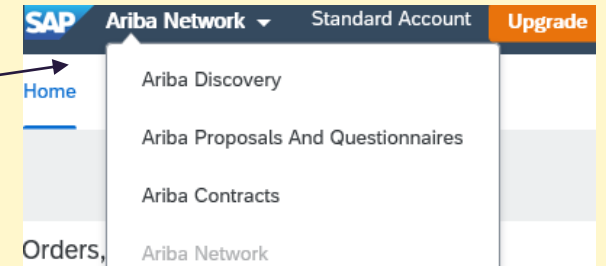 SAP Ariba Network Standard Account Upgrade
Home
Ariba Discovery
Ariba Proposals And Questionnaires
Ariba Contracts
Orders,
Ariba Network